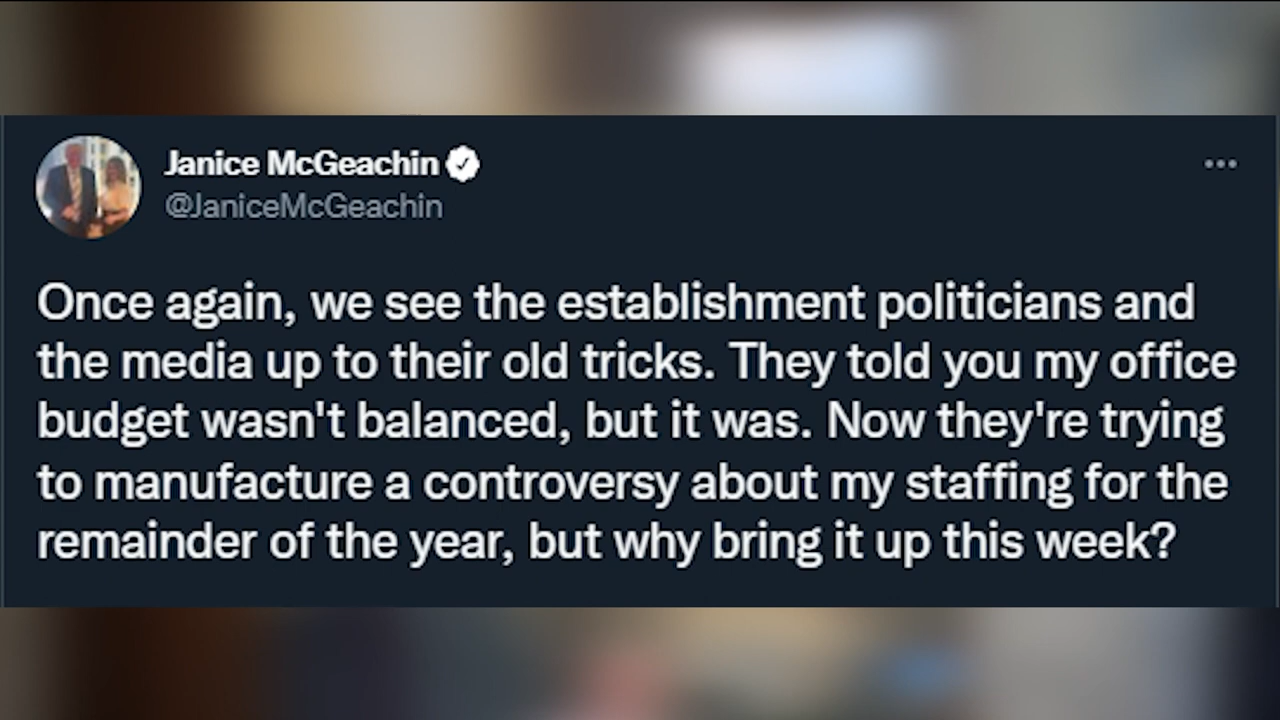 Janice McGeachin
@JaniceMcGeachin
Once again, we see the establishment politicians and
the media up to their old tricks. They told you my office
budget wasn't balanced, but it was. Now they're trying
to manufacture a controversy about my staffing for the
remainder of the year, but why bring it up this week?